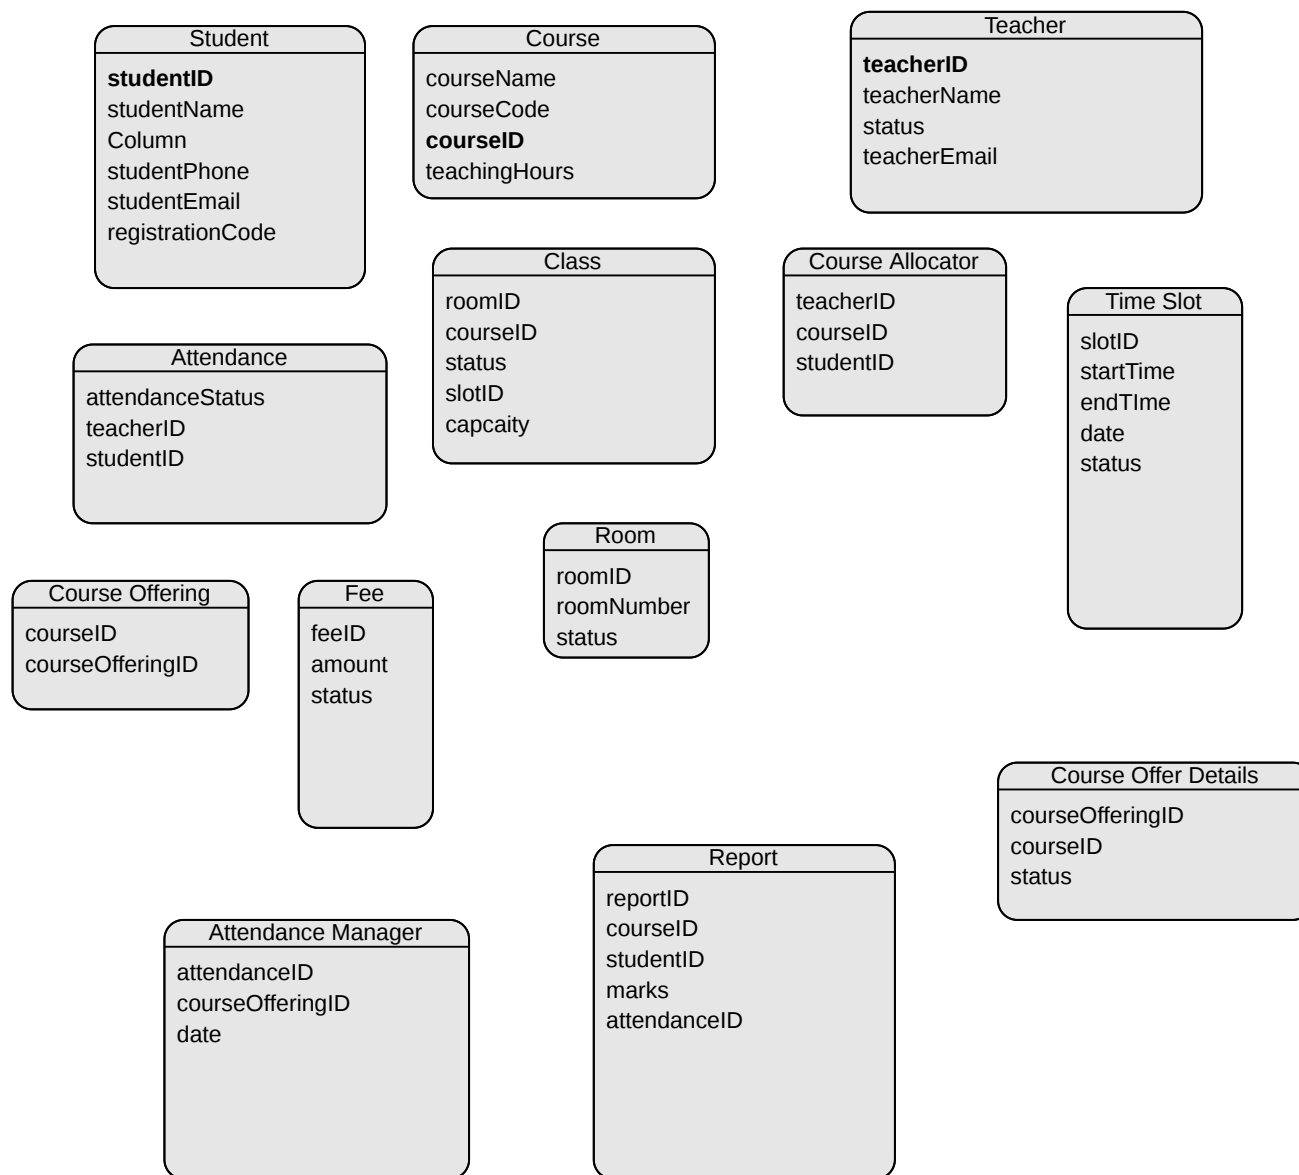 Student
studentID
studentName
Column
studentPhone
studentEmail
registrationCode
Course
courseName
courseCode
courseID
teachingHours
Teacher
teacherID
teacherName
status
teacherEmail
Class
roomID
courseID
status
slotID
capcaity
Course Allocator
teacherID
courseID
studentID
Time Slot
slotID
startTime
endTIme
date
status
Attendance
attendanceStatus
teacherID
studentID
Room
roomID
roomNumber
status
Course Offering
courseID
courseOfferingID
Fee
feeID
amount
status
Course Offer Details
courseOfferingID
courseID
status
Report
reportID
courseID
studentID
marks
attendanceID
Attendance Manager
attendanceID
courseOfferingID
date